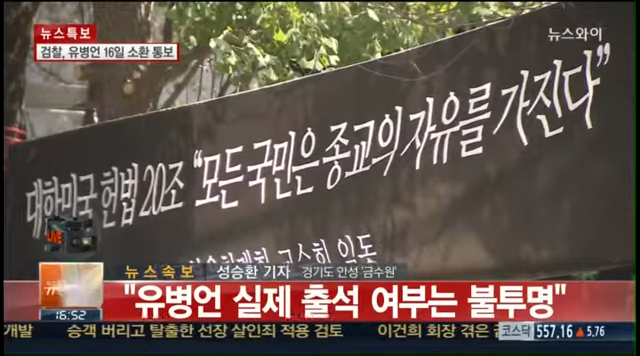 뉴스특보
뉴스와이
검찰, 유병언 16일 소환 통보
대한민국 헌법 20조 “모든 국민은 종교의 자유를 가진다”
LIVE
뉴스속보 성승환 기자 경기도 안성 '금수원'
"유병언 실제 출석 여부는 불투명"
16:52
개발 승객 버리고 탈출한 선장 살인죄 적용 검토 이건희 회장 겪은 코스닥 557.16 ▲ 5.76